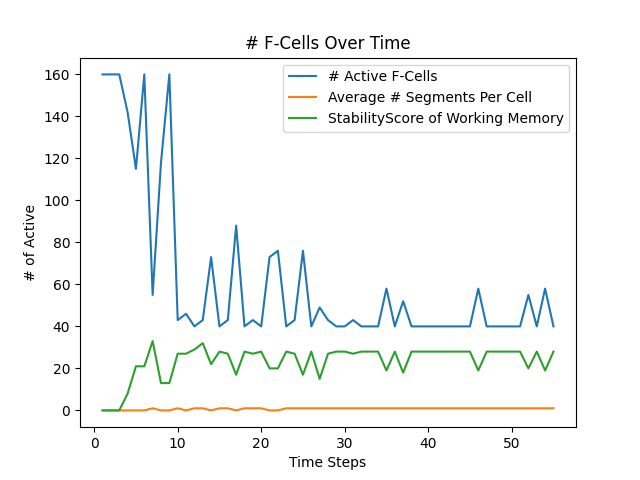 # F-Cells Over Time
# Active F-Cells
Average # Segments Per Cell
StabilityScore of Working Memory
160
140
120
100
80
60
40
20
0
# of Active
0 10 20 30 40 50
Time Steps